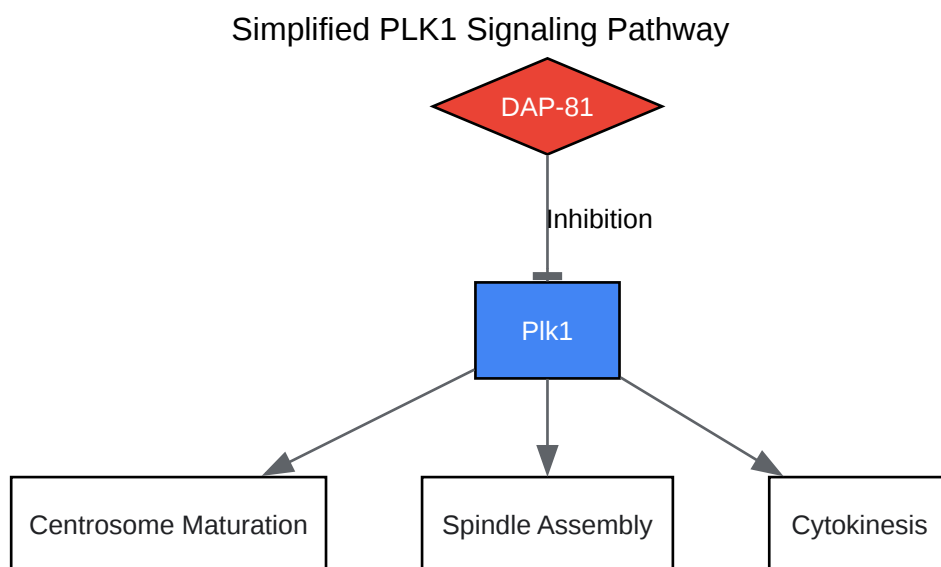 Simplified PLK1 Signaling Pathway
DAP-81
Inhibition
Plk1
Centrosome Maturation
Spindle Assembly
Cytokinesis